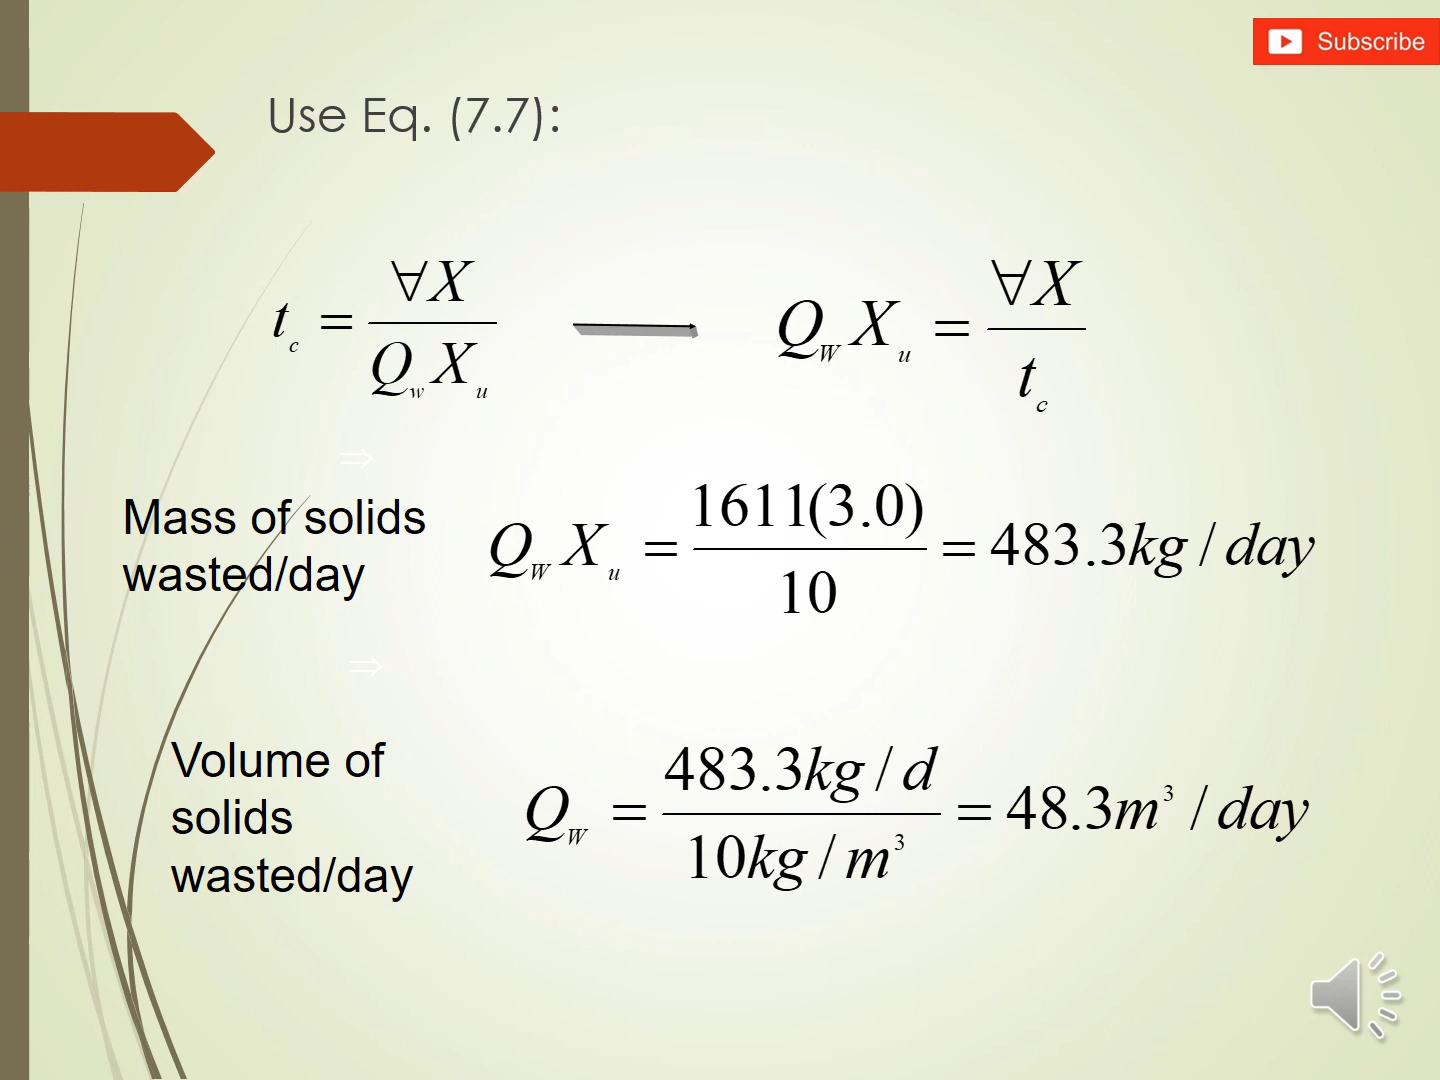 Subscribe
Use Eq. (7.7):
t_c = ∀X / Q_w X_u
Q_W X_u = ∀X / t_c
⇒
Mass of solids
wasted/day
Q_W X_u = 1611(3.0) / 10 = 483.3kg / day
⇒
Volume of
solids
wasted/day
Q_W = 483.3kg / d / 10kg / m³ = 48.3m³ / day